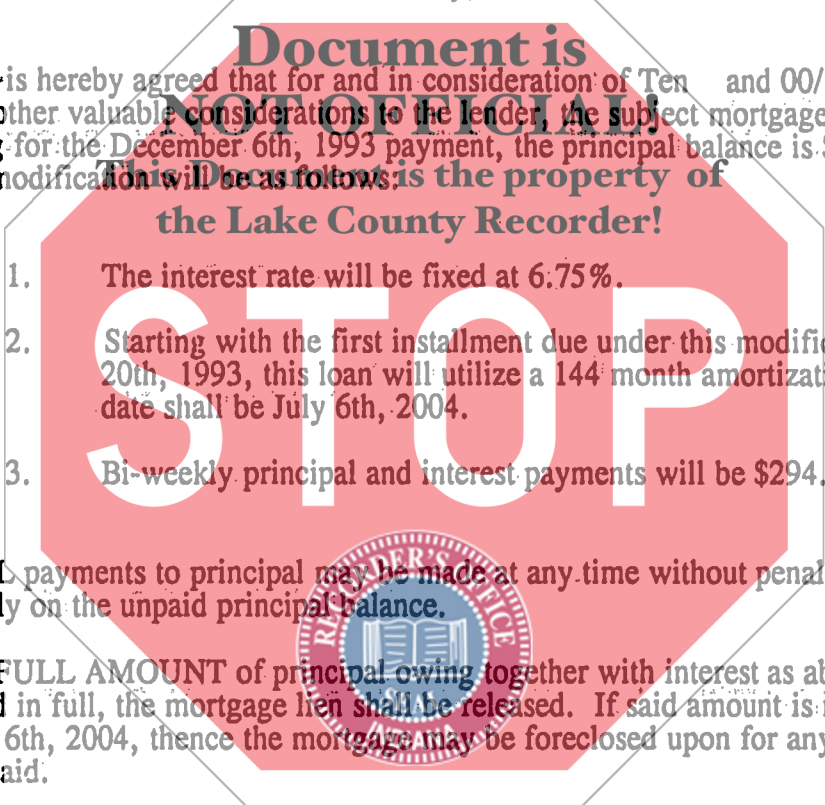 Document is
is hereby agreed that for and in consideration of Ten and 00/
NOT OFFICIAL!
other valuable considerations to the lender, the subject mortgage
for the December 6th, 1993 payment, the principal balance is
This Document is the property of
modification will be as follows:
the Lake County Recorder!
1. The interest rate will be fixed at 6.75%.
2. Starting with the first installment due under this modific
20th, 1993, this loan will utilize a 144 month amortizati
date shall be July 6th, 2004.
STOP
3. Bi-weekly principal and interest payments will be $294.
payments to principal may be made at any time without penal
ly on the unpaid principal balance.
RECORDER'S OFFICE
FULL AMOUNT of principal owing together with interest as ab
in full, the mortgage lien shall be released. If said amount is
SEAL
6th, 2004, thence the mortgage may be foreclosed upon for any
INDIANA
aid.